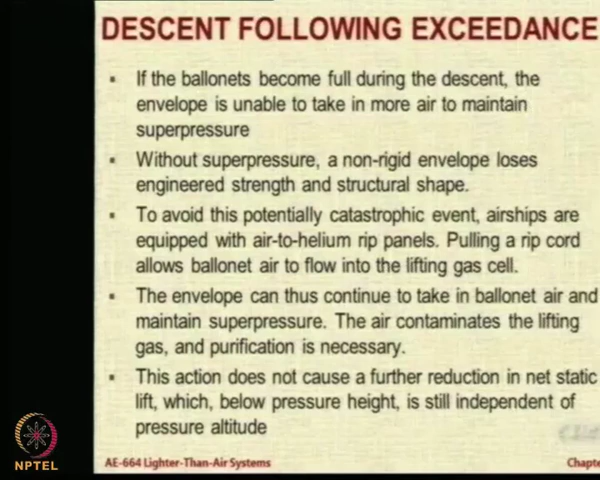 DESCENT FOLLOWING EXCEEDANCE
▪ If the ballonets become full during the descent, the
envelope is unable to take in more air to maintain
superpressure
▪ Without superpressure, a non-rigid envelope loses
engineered strength and structural shape.
▪ To avoid this potentially catastrophic event, airships are
equipped with air-to-helium rip panels. Pulling a rip cord
allows ballonet air to flow into the lifting gas cell.
▪ The envelope can thus continue to take in ballonet air and
maintain superpressure. The air contaminates the lifting
gas, and purification is necessary.
▪ This action does not cause a further reduction in net static
lift, which, below pressure height, is still independent of
pressure altitude
NPTEL
AE-664 Lighter-Than-Air Systems
Chapte